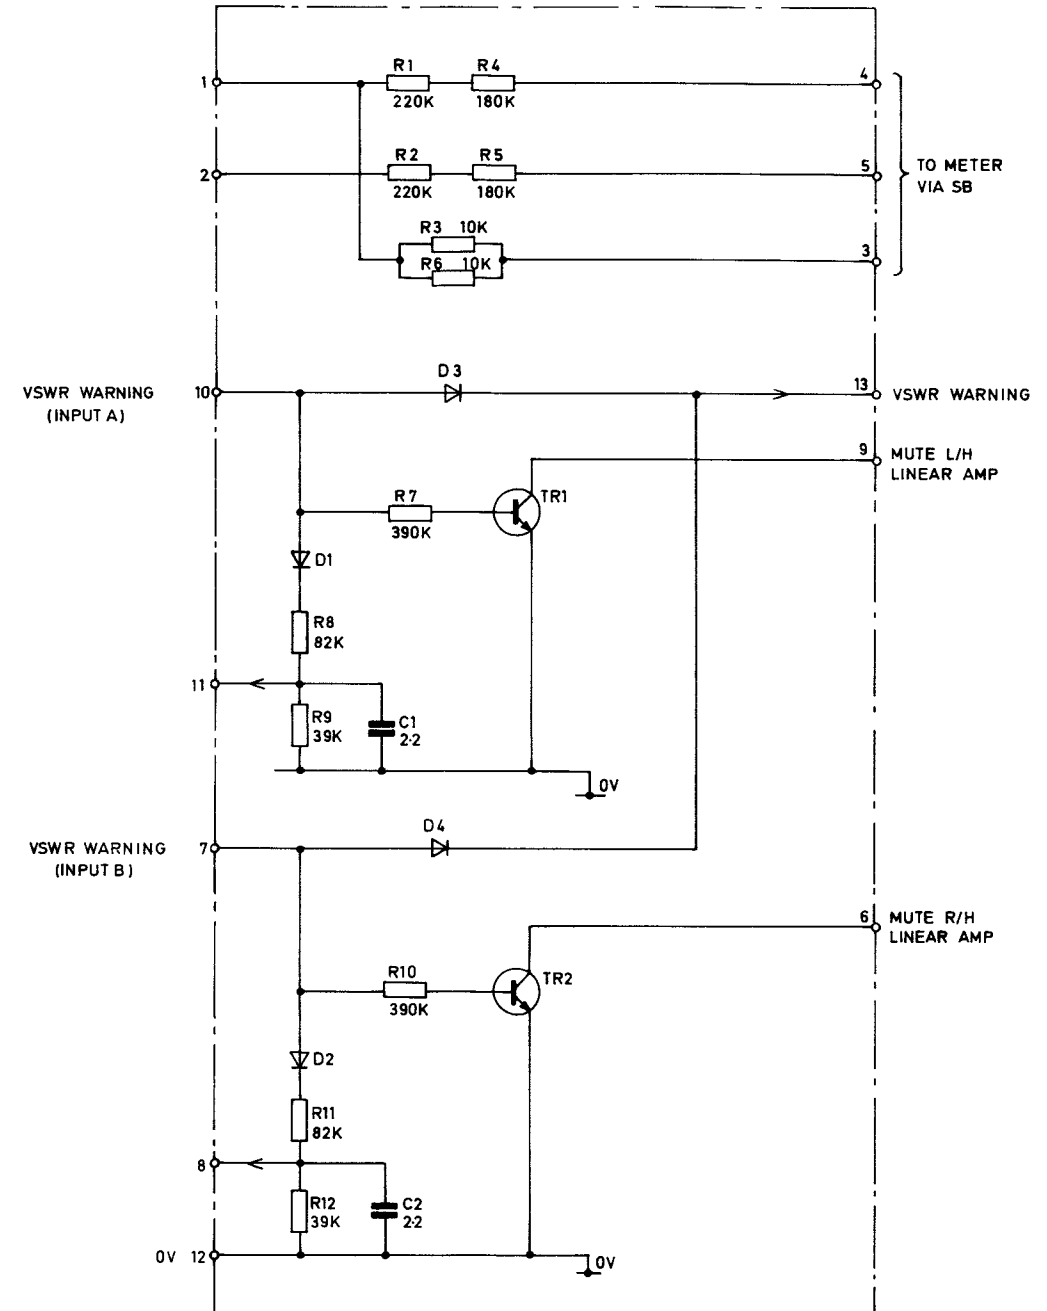 R1 R4
1 4
220K 180K
R2 R5
2 5
220K 180K
TO METER
VIA SB
R3 10K
3
R6 10K
D3
VSWR WARNING 10 13 VSWR WARNING
(INPUT A)
9 MUTE L/H
LINEAR AMP
R7 TR1
390K
D1
R8
82K
11
R9 C1
39K 2·2
0V
D4
VSWR WARNING 7
(INPUT B)
6 MUTE R/H
LINEAR AMP
R10 TR2
390K
D2
R11
82K
8
R12 C2
39K 2·2
0V 12 0V